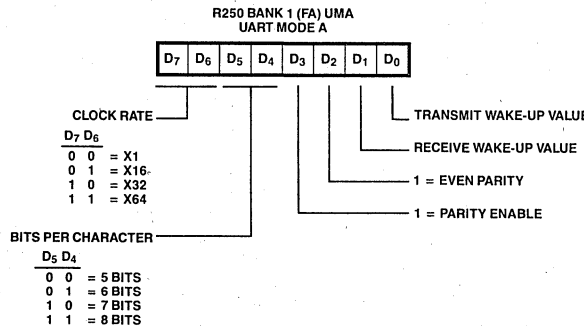 R250 BANK 1 (FA) UMA
UART MODE A
D7 D6 D5 D4 D3 D2 D1 D0
CLOCK RATE
D7 D6
0 0 = X1
0 1 = X16
1 0 = X32
1 1 = X64
BITS PER CHARACTER
D5 D4
0 0 = 5 BITS
0 1 = 6 BITS
1 0 = 7 BITS
1 1 = 8 BITS
TRANSMIT WAKE-UP VALUE
RECEIVE WAKE-UP VALUE
1 = EVEN PARITY
1 = PARITY ENABLE